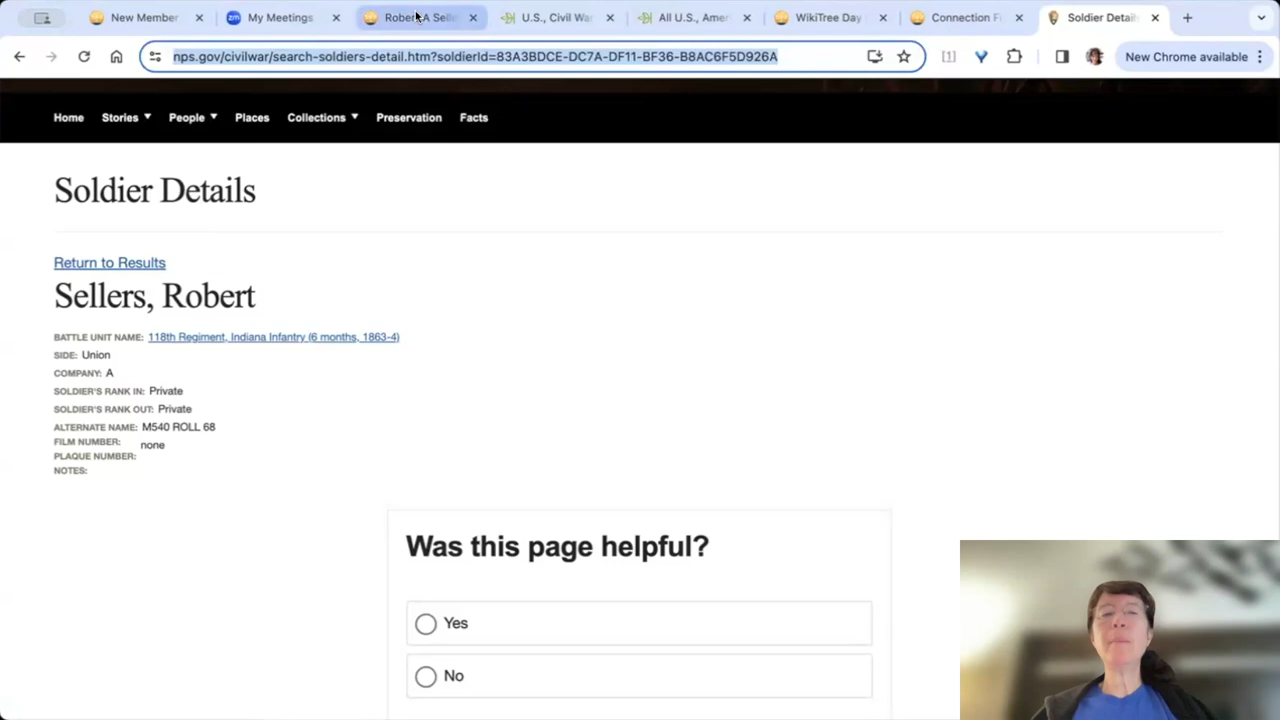 New Member
My Meetings
Robert A Selle
U.S., Civil War
All U.S., Amer
WikiTree Day
Connection Fi
Soldier Details
nps.gov/civilwar/search-soldiers-detail.htm?soldierId=83A3BDCE-DC7A-DF11-BF36-B8AC6F5D926A
New Chrome available
Home
Stories
People
Places
Collections
Preservation
Facts
Soldier Details
Return to Results
Sellers, Robert
BATTLE UNIT NAME: 118th Regiment, Indiana Infantry (6 months, 1863-4)
SIDE: Union
COMPANY: A
SOLDIER'S RANK IN: Private
SOLDIER'S RANK OUT: Private
ALTERNATE NAME: M540 ROLL 68
FILM NUMBER: none
PLAQUE NUMBER:
NOTES:
Was this page helpful?
Yes
No